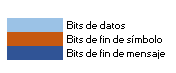 Bits de datos
Bits de fin de símbolo
Bits de fin de mensaje